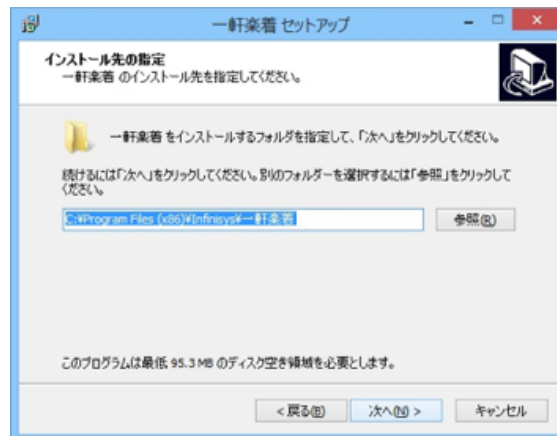 一軒楽着 セットアップ
インストール先の指定
一軒楽着 のインストール先を指定してください。
一軒楽着 をインストールするフォルダを指定して、「次へ」をクリックしてください。
続けるには「次へ」をクリックしてください。別のフォルダーを選択するには「参照」をクリックして
ください。
C:¥Program Files (x86)¥Infinisys¥一軒楽着
参照(R)
このプログラムは最低 95.3 MB のディスク空き領域を必要とします。
< 戻る(B)
次へ(N) >
キャンセル